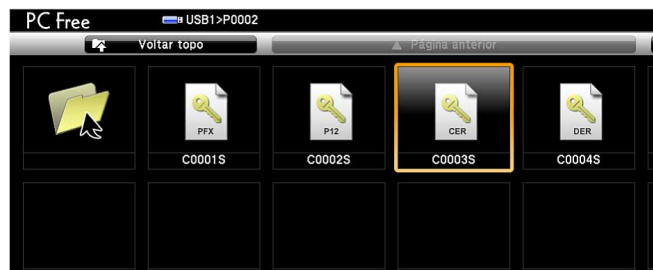 PC Free USB1>P0002
Voltar topo Página anterior
PFX P12 CER DER
C0001S C0002S C0003S C0004S